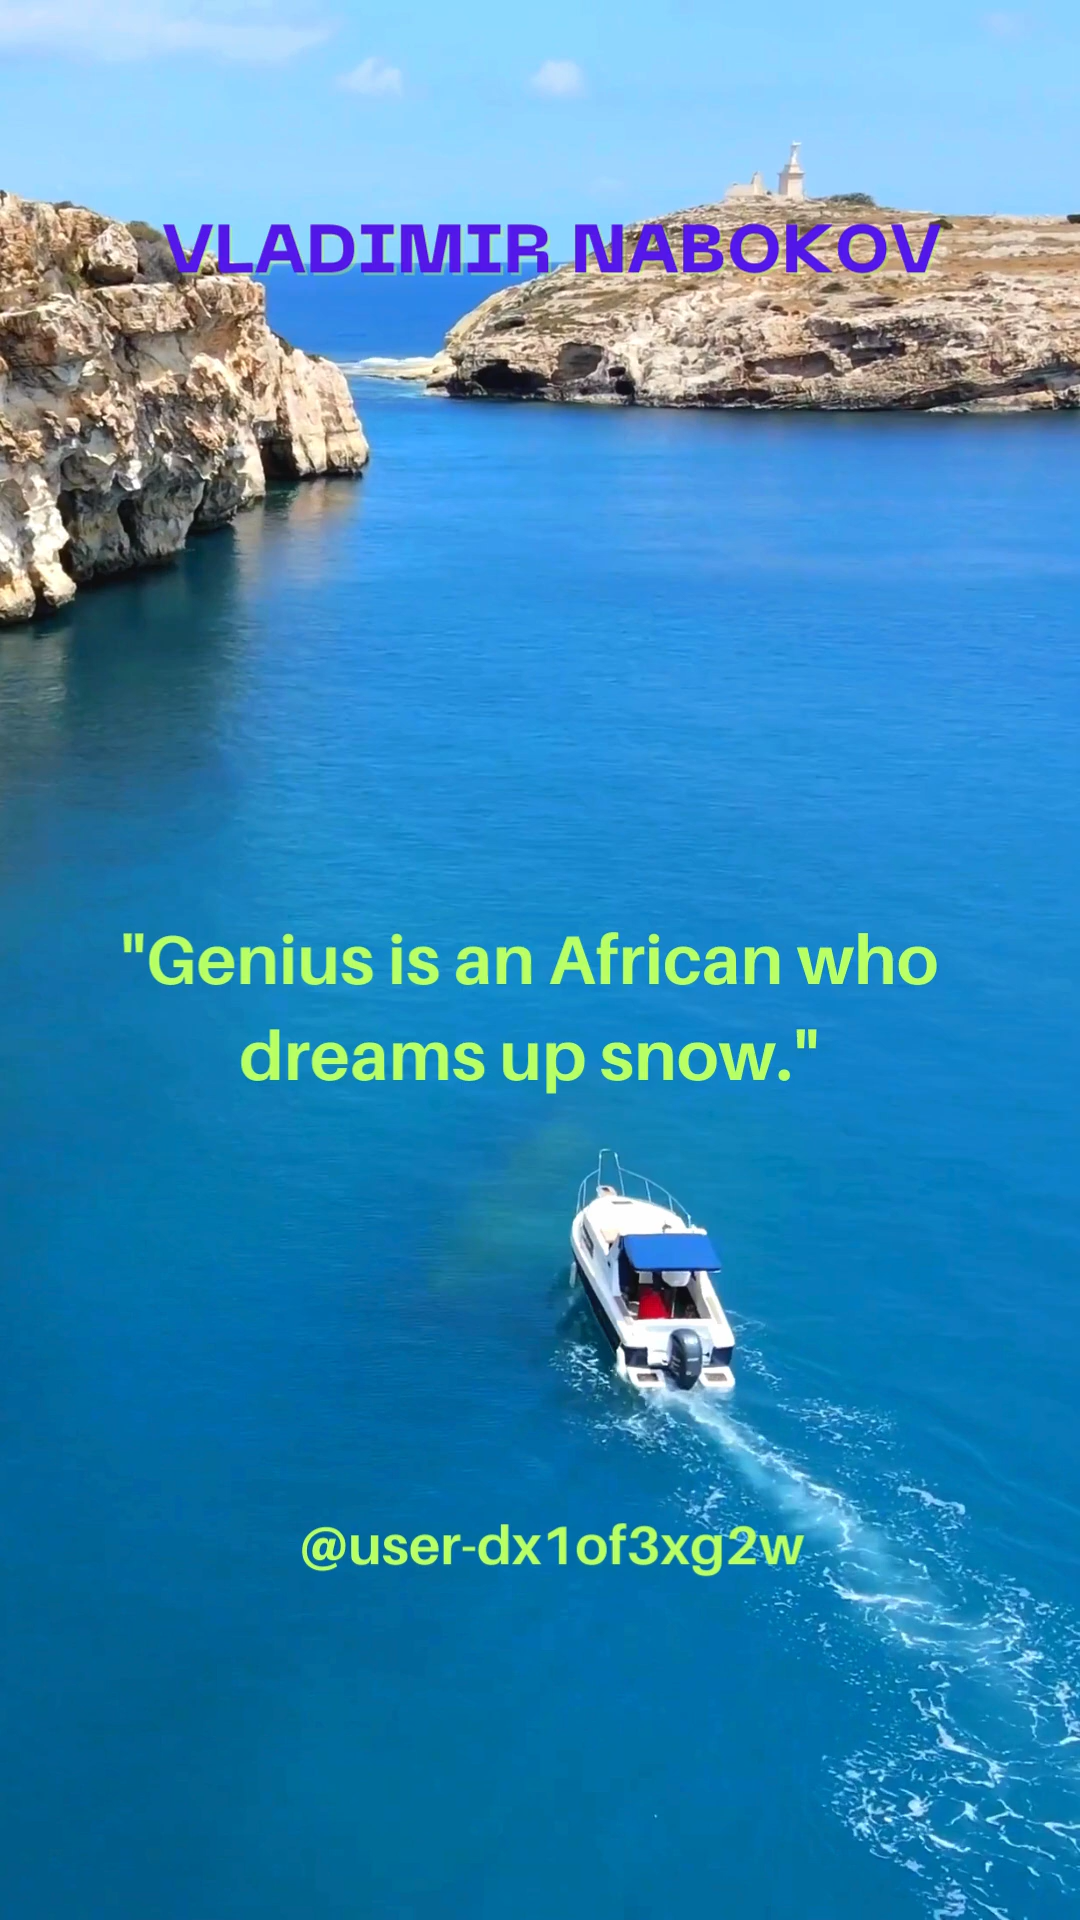 VLADIMIR NABOKOV
"Genius is an African who
dreams up snow."
@user-dx1of3xg2w